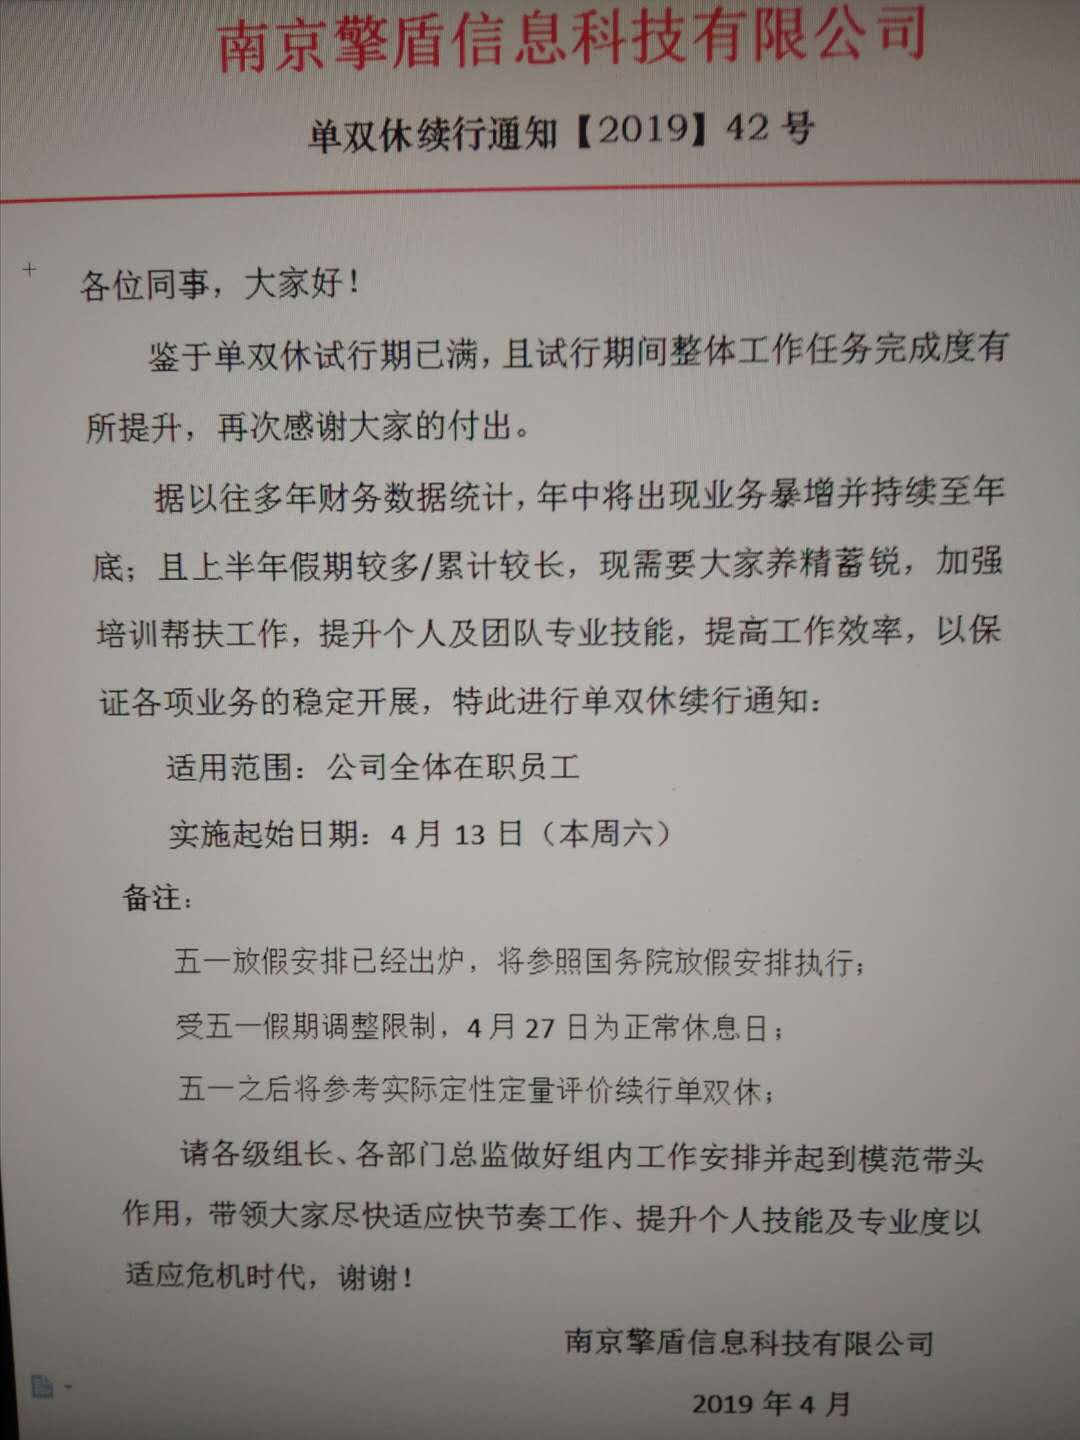 南京擎盾信息科技有限公司
单双休续行通知【2019】42 号
各位同事，大家好！
鉴于单双休试行期已满，且试行期间整体工作任务完成度有
所提升，再次感谢大家的付出。
据以往多年财务数据统计，年中将出现业务暴增并持续至年
底；且上半年假期较多/累计较长，现需要大家养精蓄锐，加强
培训帮扶工作，提升个人及团队专业技能，提高工作效率，以保
证各项业务的稳定开展，特此进行单双休续行通知：
适用范围：公司全体在职员工
实施起始日期：4 月 13 日（本周六）
备注：
五一放假安排已经出炉，将参照国务院放假安排执行；
受五一假期调整限制，4 月 27 日为正常休息日；
五一之后将参考实际定性定量评价续行单双休；
请各级组长、各部门总监做好组内工作安排并起到模范带头
作用，带领大家尽快适应快节奏工作、提升个人技能及专业度以
适应危机时代，谢谢！
南京擎盾信息科技有限公司
2019 年 4 月